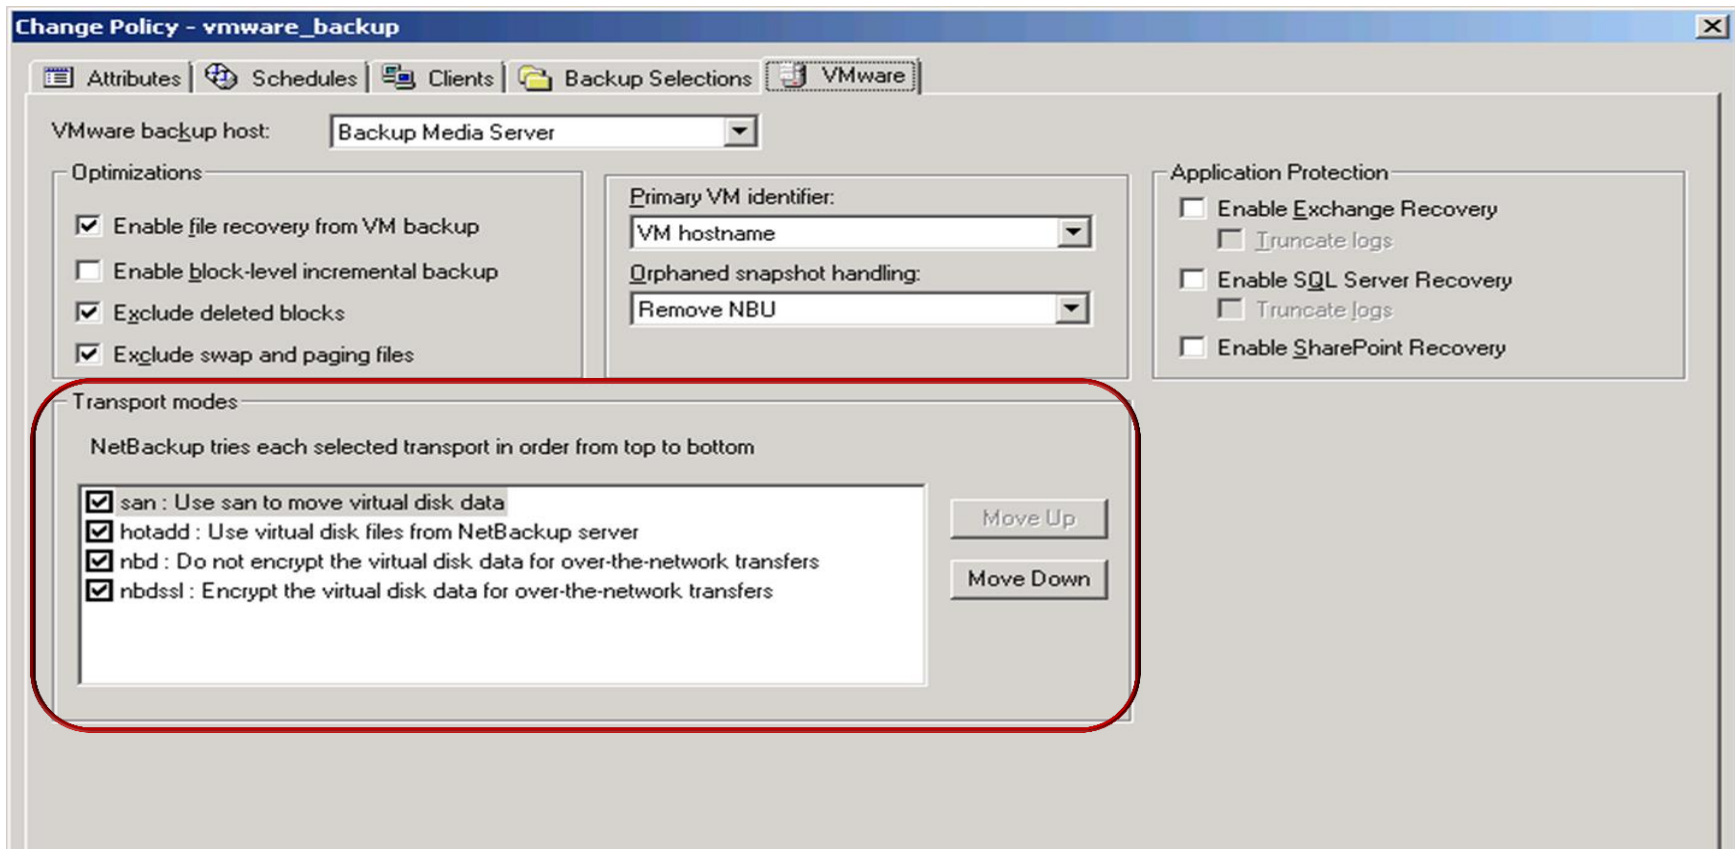 Change Policy - vmware_backup
Attributes Schedules Clients Backup Selections VMware
VMware backup host: Backup Media Server
Optimizations
Enable file recovery from VM backup
Enable block-level incremental backup
Exclude deleted blocks
Exclude swap and paging files
Primary VM identifier:
VM hostname
Orphaned snapshot handling:
Remove NBU
Application Protection
Enable Exchange Recovery
Truncate logs
Enable SQL Server Recovery
Truncate logs
Enable SharePoint Recovery
Transport modes
NetBackup tries each selected transport in order from top to bottom
san : Use san to move virtual disk data
hotadd : Use virtual disk files from NetBackup server
nbd : Do not encrypt the virtual disk data for over-the-network transfers
nbdssl : Encrypt the virtual disk data for over-the-network transfers
Move Up
Move Down